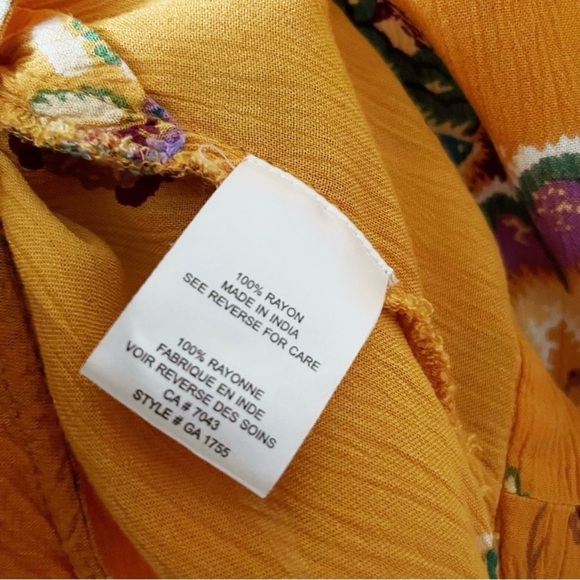 100% RAYON
MADE IN INDIA
SEE REVERSE FOR CARE
100% RAYONNE
FABRIQUE EN INDE
VOIR REVERSE DES SOINS
CA # 7043
STYLE # GA 1755